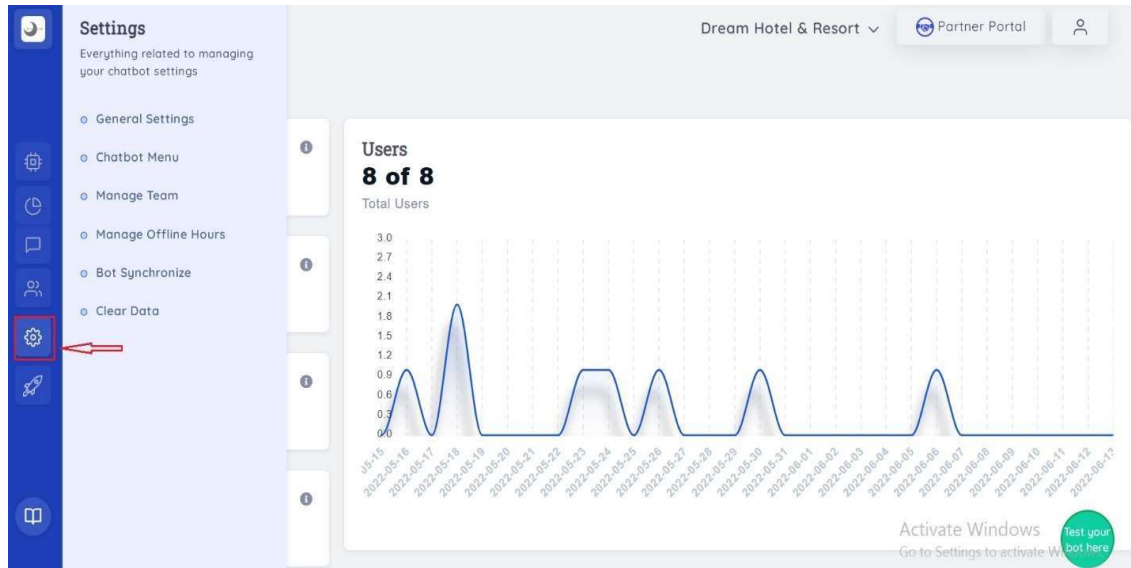 Settings
Everything related to managing
your chatbot settings
General Settings
Chatbot Menu
Manage Team
Manage Offline Hours
Bot Synchronize
Clear Data
Dream Hotel & Resort
Partner Portal
Users
8 of 8
Total Users
3.0
2.7
2.4
2.1
1.8
1.5
1.2
0.9
0.6
0.3
0.0
05-15
2022-05-16
2022-05-17
2022-05-18
2022-05-19
2022-05-20
2022-05-21
2022-05-22
2022-05-23
2022-05-24
2022-05-25
2022-05-26
2022-05-27
2022-05-28
2022-05-29
2022-05-30
2022-05-31
2022-06-01
2022-06-02
2022-06-03
2022-06-04
2022-06-05
2022-06-06
2022-06-07
2022-06-08
2022-06-09
2022-06-10
2022-06-11
2022-06-12
2022-06-13
Activate Windows
Go to Settings to activate
Test your
bot here